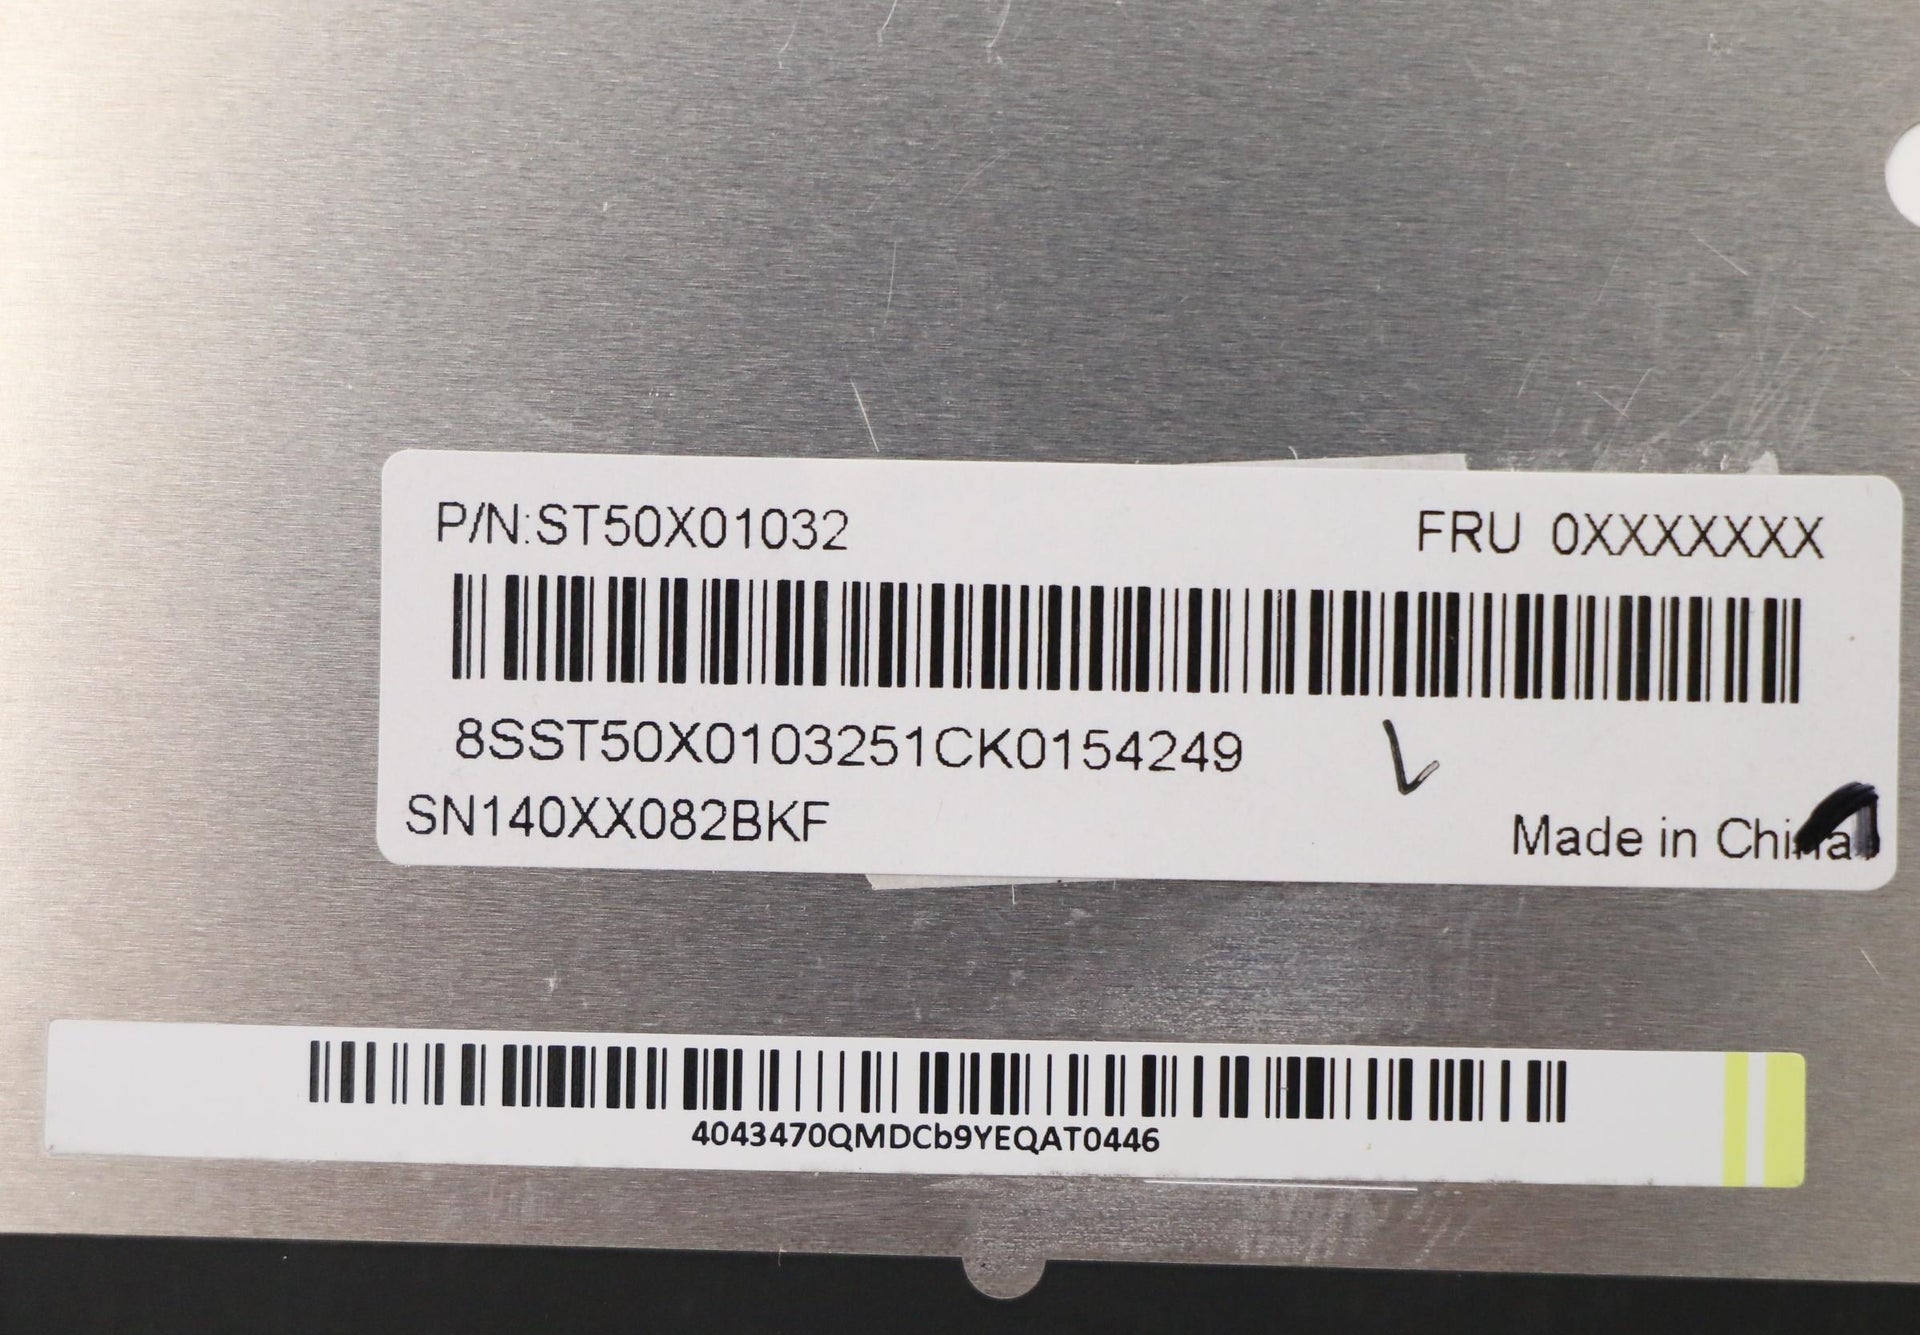 P/N:ST50X01032 FRU 0XXXXXXX
8SST50X0103251CK0154249
SN140XX082BKF
Made in China
4043470QMDCb9YEQAT0446